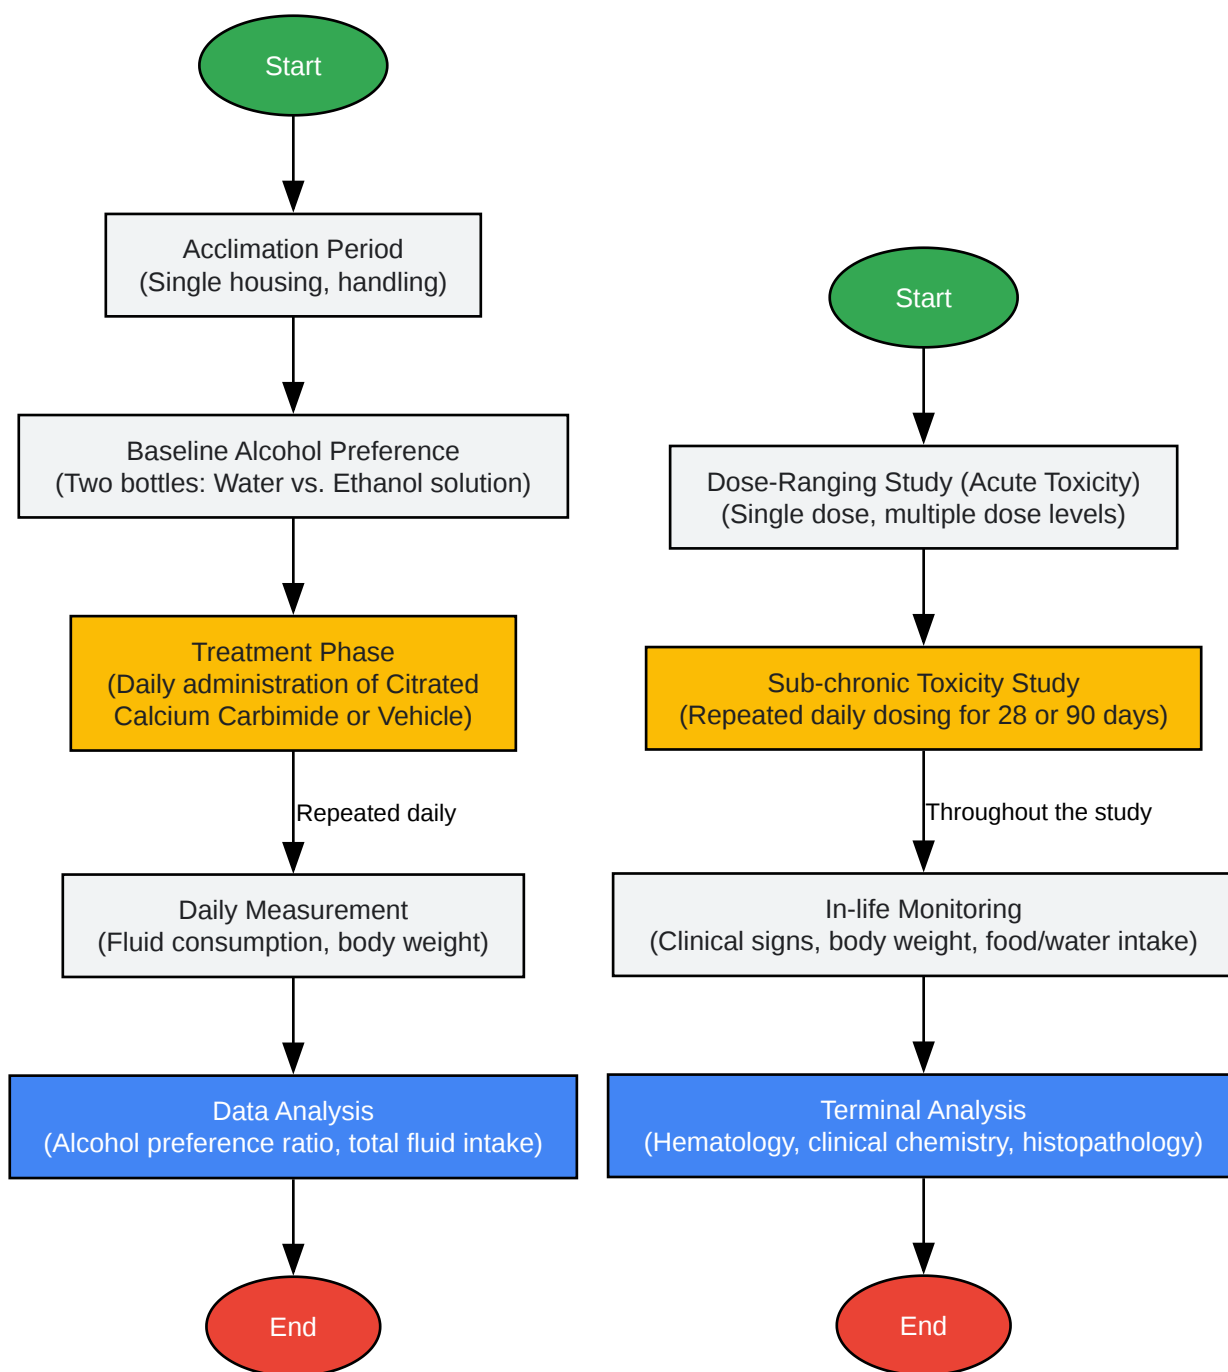 Start
Acclimation Period
(Single housing, handling)
Baseline Alcohol Preference
(Two bottles: Water vs. Ethanol solution)
Treatment Phase
(Daily administration of Citrated
Calcium Carbimide or Vehicle)
Repeated daily
Daily Measurement
(Fluid consumption, body weight)
Data Analysis
(Alcohol preference ratio, total fluid intake)
End
Start
Dose-Ranging Study (Acute Toxicity)
(Single dose, multiple dose levels)
Sub-chronic Toxicity Study
(Repeated daily dosing for 28 or 90 days)
Throughout the study
In-life Monitoring
(Clinical signs, body weight, food/water intake)
Terminal Analysis
(Hematology, clinical chemistry, histopathology)
End